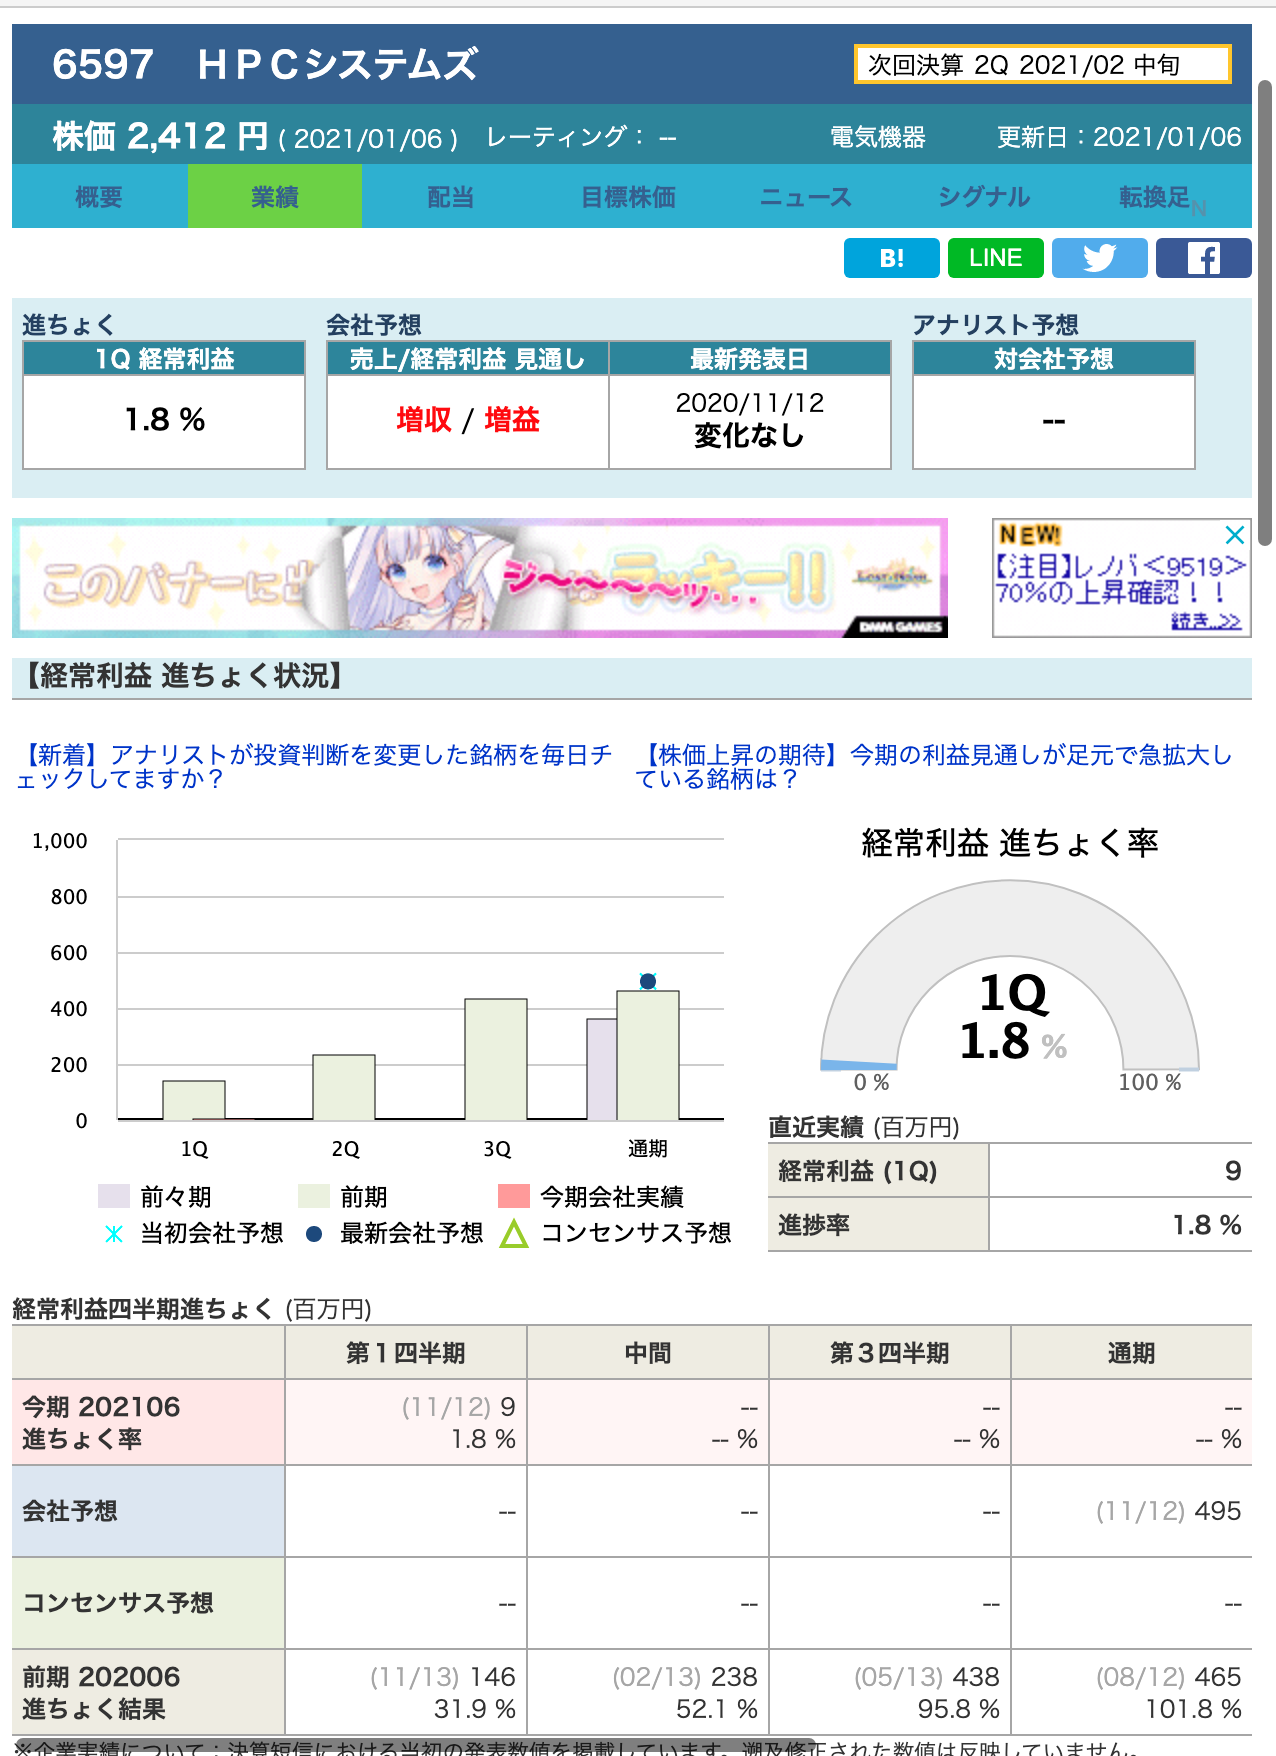 6597　ＨＰＣシステムズ
次回決算 2Q 2021/02 中旬
株価 2,412 円 ( 2021/01/06 ) レーティング： -- 電気機器 更新日：2021/01/06
概要 業績 配当 目標株価 ニュース シグナル 転換足N
B! LINE
進ちょく 会社予想 アナリスト予想
1Q 経常利益 売上/経常利益 見通し 最新発表日 対会社予想
1.8 % 増収 / 増益 2020/11/12 --
変化なし
このバナーに出 ジ〜〜〜〜ッ... ラッキー!! DMM GAMES
NEW!
【注目】レノバ<9519>
70%の上昇確認！！
続き..>>
【経常利益 進ちょく状況】
【新着】アナリストが投資判断を変更した銘柄を毎日チ
ェックしてますか？
【株価上昇の期待】今期の利益見通しが足元で急拡大し
ている銘柄は？
1,000
800
600
400
200
0
1Q 2Q 3Q 通期
前々期 前期 今期会社実績
当初会社予想 最新会社予想 コンセンサス予想
経常利益 進ちょく率
1Q
1.8 %
0 % 100 %
直近実績 (百万円)
経常利益 (1Q) 9
進捗率 1.8 %
経常利益四半期進ちょく (百万円)
第１四半期 中間 第３四半期 通期
今期 202106 (11/12) 9 -- -- --
進ちょく率 1.8 % -- % -- % -- %
会社予想 -- -- -- (11/12) 495
コンセンサス予想 -- -- -- --
前期 202006 (11/13) 146 (02/13) 238 (05/13) 438 (08/12) 465
進ちょく結果 31.9 % 52.1 % 95.8 % 101.8 %
※企業実績について：決算短信における当初の発表数値を掲載しています。遡及修正された数値は反映していません。